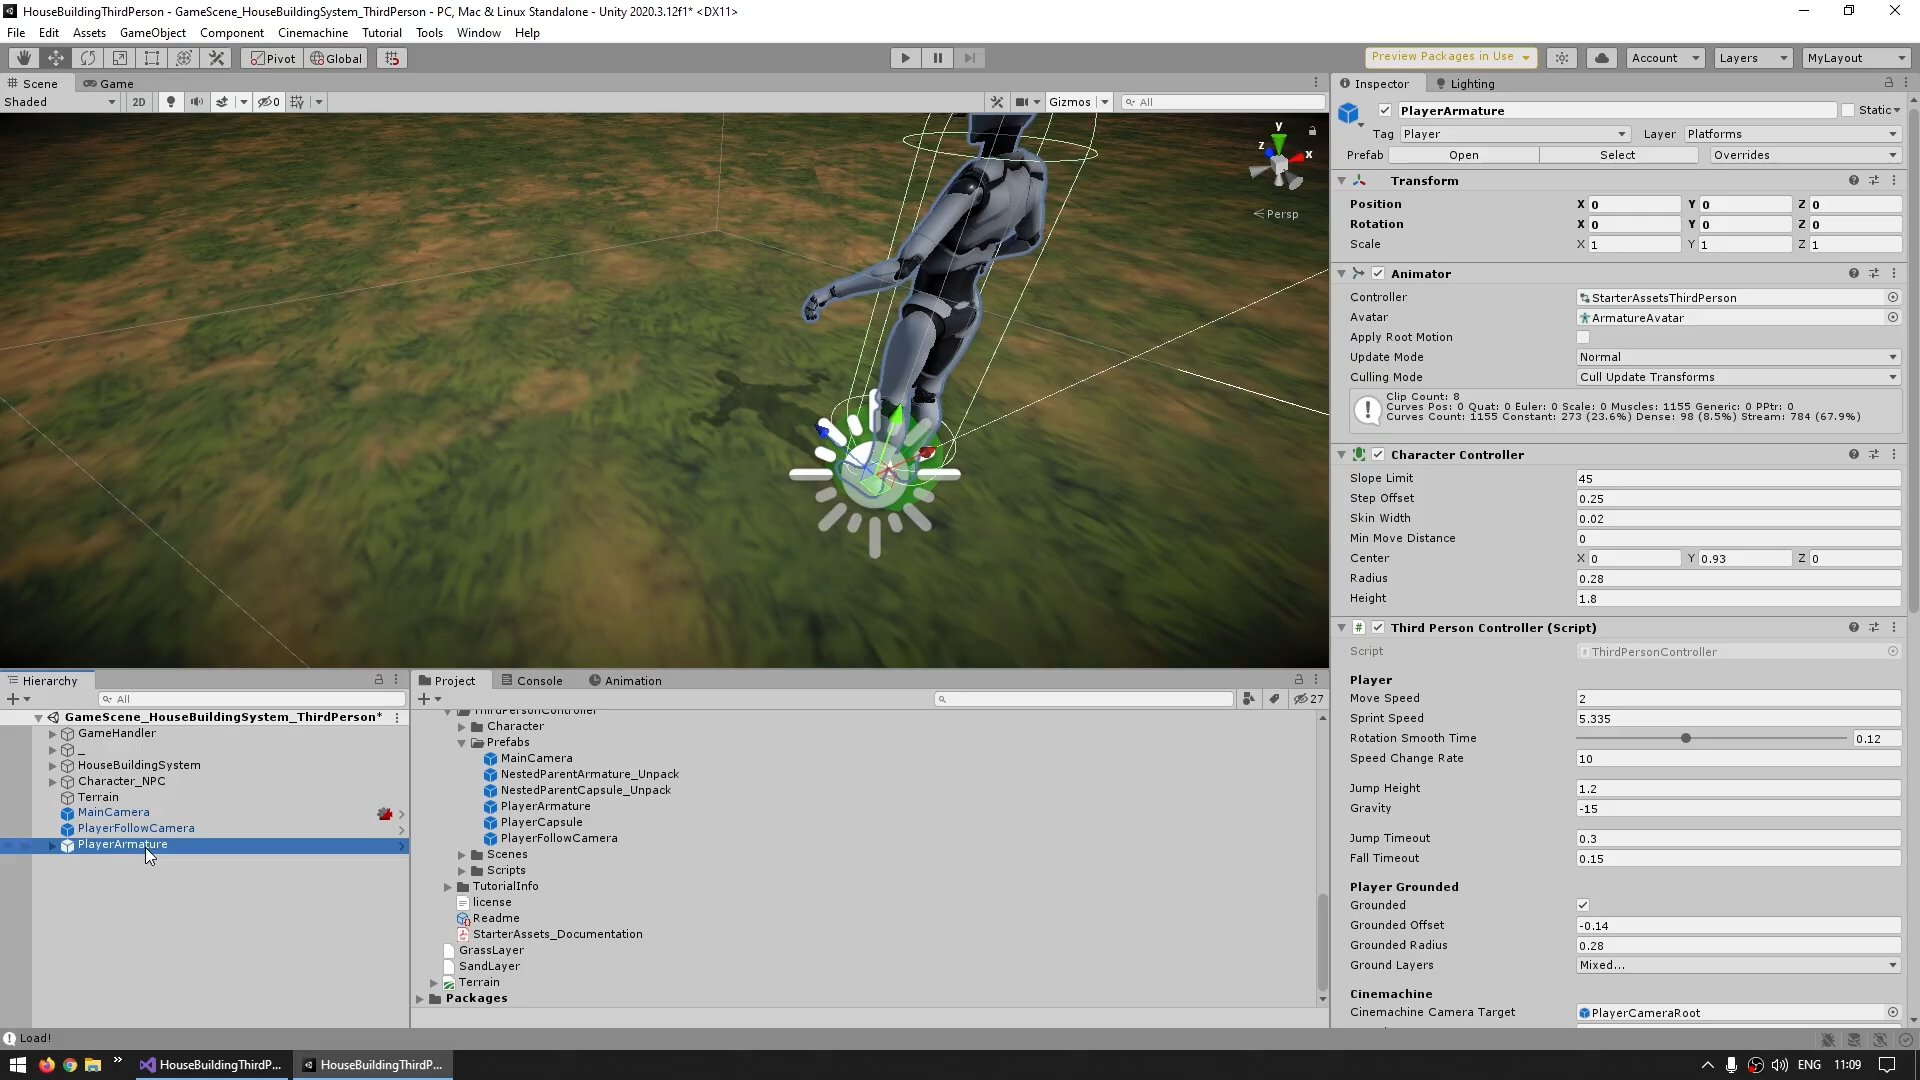 HouseBuildingThirdPerson - GameScene_HouseBuildingSystem_ThirdPerson - PC, Mac & Linux Standalone - Unity 2020.3.12f1* <DX11>
File Edit Assets GameObject Component Cinemachine Tutorial Tools Window Help
Pivot Global Preview Packages in Use Account Layers MyLayout
Scene Game
Shaded 2D 0 Gizmos All
y
z x
Persp
Inspector Lighting
PlayerArmature Static
Tag Player Layer Platforms
Prefab Open Select Overrides
Transform
Position X 0 Y 0 Z 0
Rotation X 0 Y 0 Z 0
Scale X 1 Y 1 Z 1
Animator
Controller StarterAssetsThirdPerson
Avatar ArmatureAvatar
Apply Root Motion
Update Mode Normal
Culling Mode Cull Update Transforms
Clip Count: 8
Curves Pos: 0 Quat: 0 Euler: 0 Scale: 0 Muscles: 1155 Generic: 0 PPtr: 0
Curves Count: 1155 Constant: 273 (23.6%) Dense: 98 (8.5%) Stream: 784 (67.9%)
Character Controller
Slope Limit 45
Step Offset 0.25
Skin Width 0.02
Min Move Distance 0
Center X 0 Y 0.93 Z 0
Radius 0.28
Height 1.8
Third Person Controller (Script)
Script ThirdPersonController
Player
Move Speed 2
Sprint Speed 5.335
Rotation Smooth Time 0.12
Speed Change Rate 10
Jump Height 1.2
Gravity -15
Jump Timeout 0.3
Fall Timeout 0.15
Player Grounded
Grounded
Grounded Offset -0.14
Grounded Radius 0.28
Ground Layers Mixed...
Cinemachine
Cinemachine Camera Target PlayerCameraRoot
Hierarchy
All
GameScene_HouseBuildingSystem_ThirdPerson*
GameHandler
_
HouseBuildingSystem
Character_NPC
Terrain
MainCamera
PlayerFollowCamera
PlayerArmature
Project Console Animation
27
ThirdPersonController
Character
Prefabs
MainCamera
NestedParentArmature_Unpack
NestedParentCapsule_Unpack
PlayerArmature
PlayerCapsule
PlayerFollowCamera
Scenes
Scripts
TutorialInfo
license
Readme
StarterAssets_Documentation
GrassLayer
SandLayer
Terrain
Packages
Load!
HouseBuildingThirdP... HouseBuildingThirdP... ENG 11:09